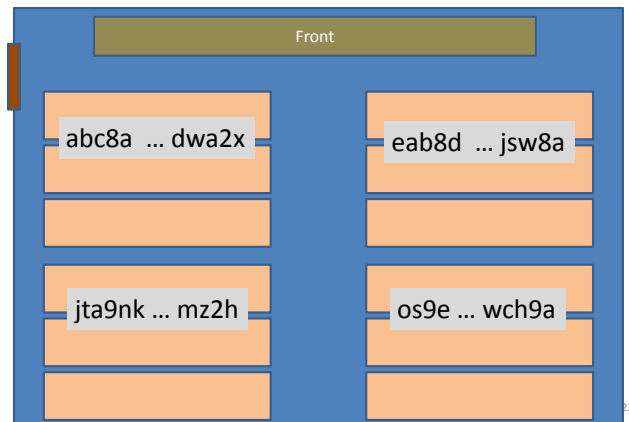 Front
abc8a … dwa2x
eab8d … jsw8a
jta9nk … mz2h
os9e … wch9a